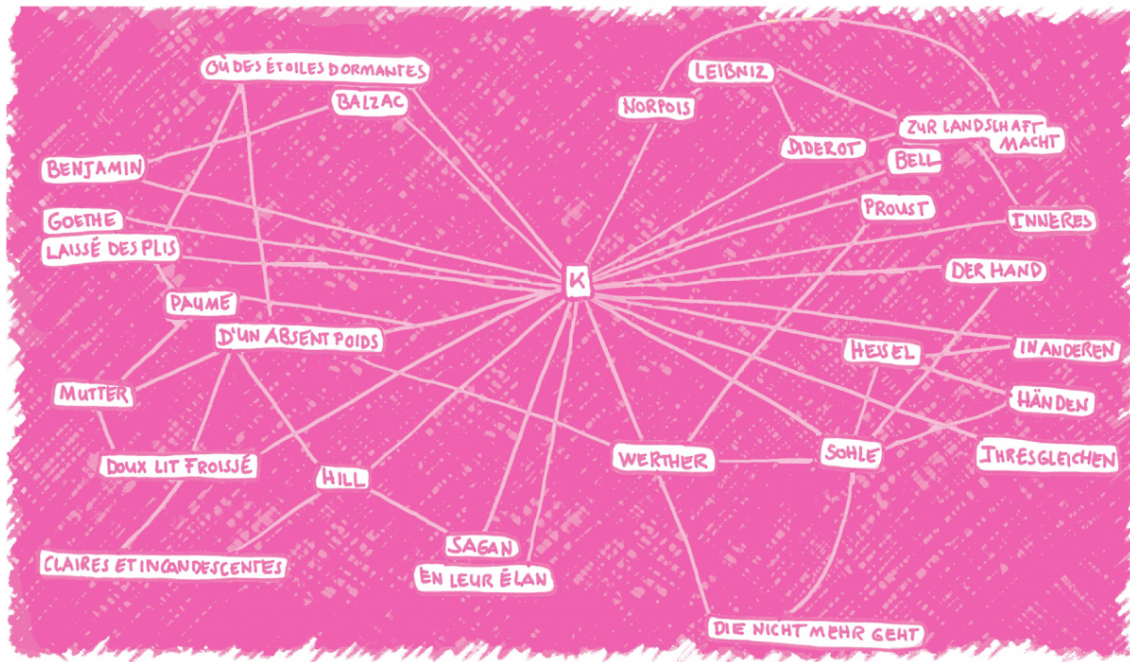 OÙ DES ÉTOILES DORMANTES
BALZAC
BENJAMIN
GOETHE
LAISSÉ DES PLIS
PAUME
D'UN ABSENT POIDS
MUTTER
DOUX LIT FROISSÉ
HILL
CLAIRES ET INCANDESCENTES
SAGAN
EN LEUR ÉLAN
K
LEIBNIZ
NORPOIS
ZUR LANDSCHAFT
MACHT
DIDEROT
BELL
PROUST
INNERES
DER HAND
HESSEL
IN ANDEREN
HÄNDEN
WERTHER
SOHLE
IHRESGLEICHEN
DIE NICHT MEHR GEHT